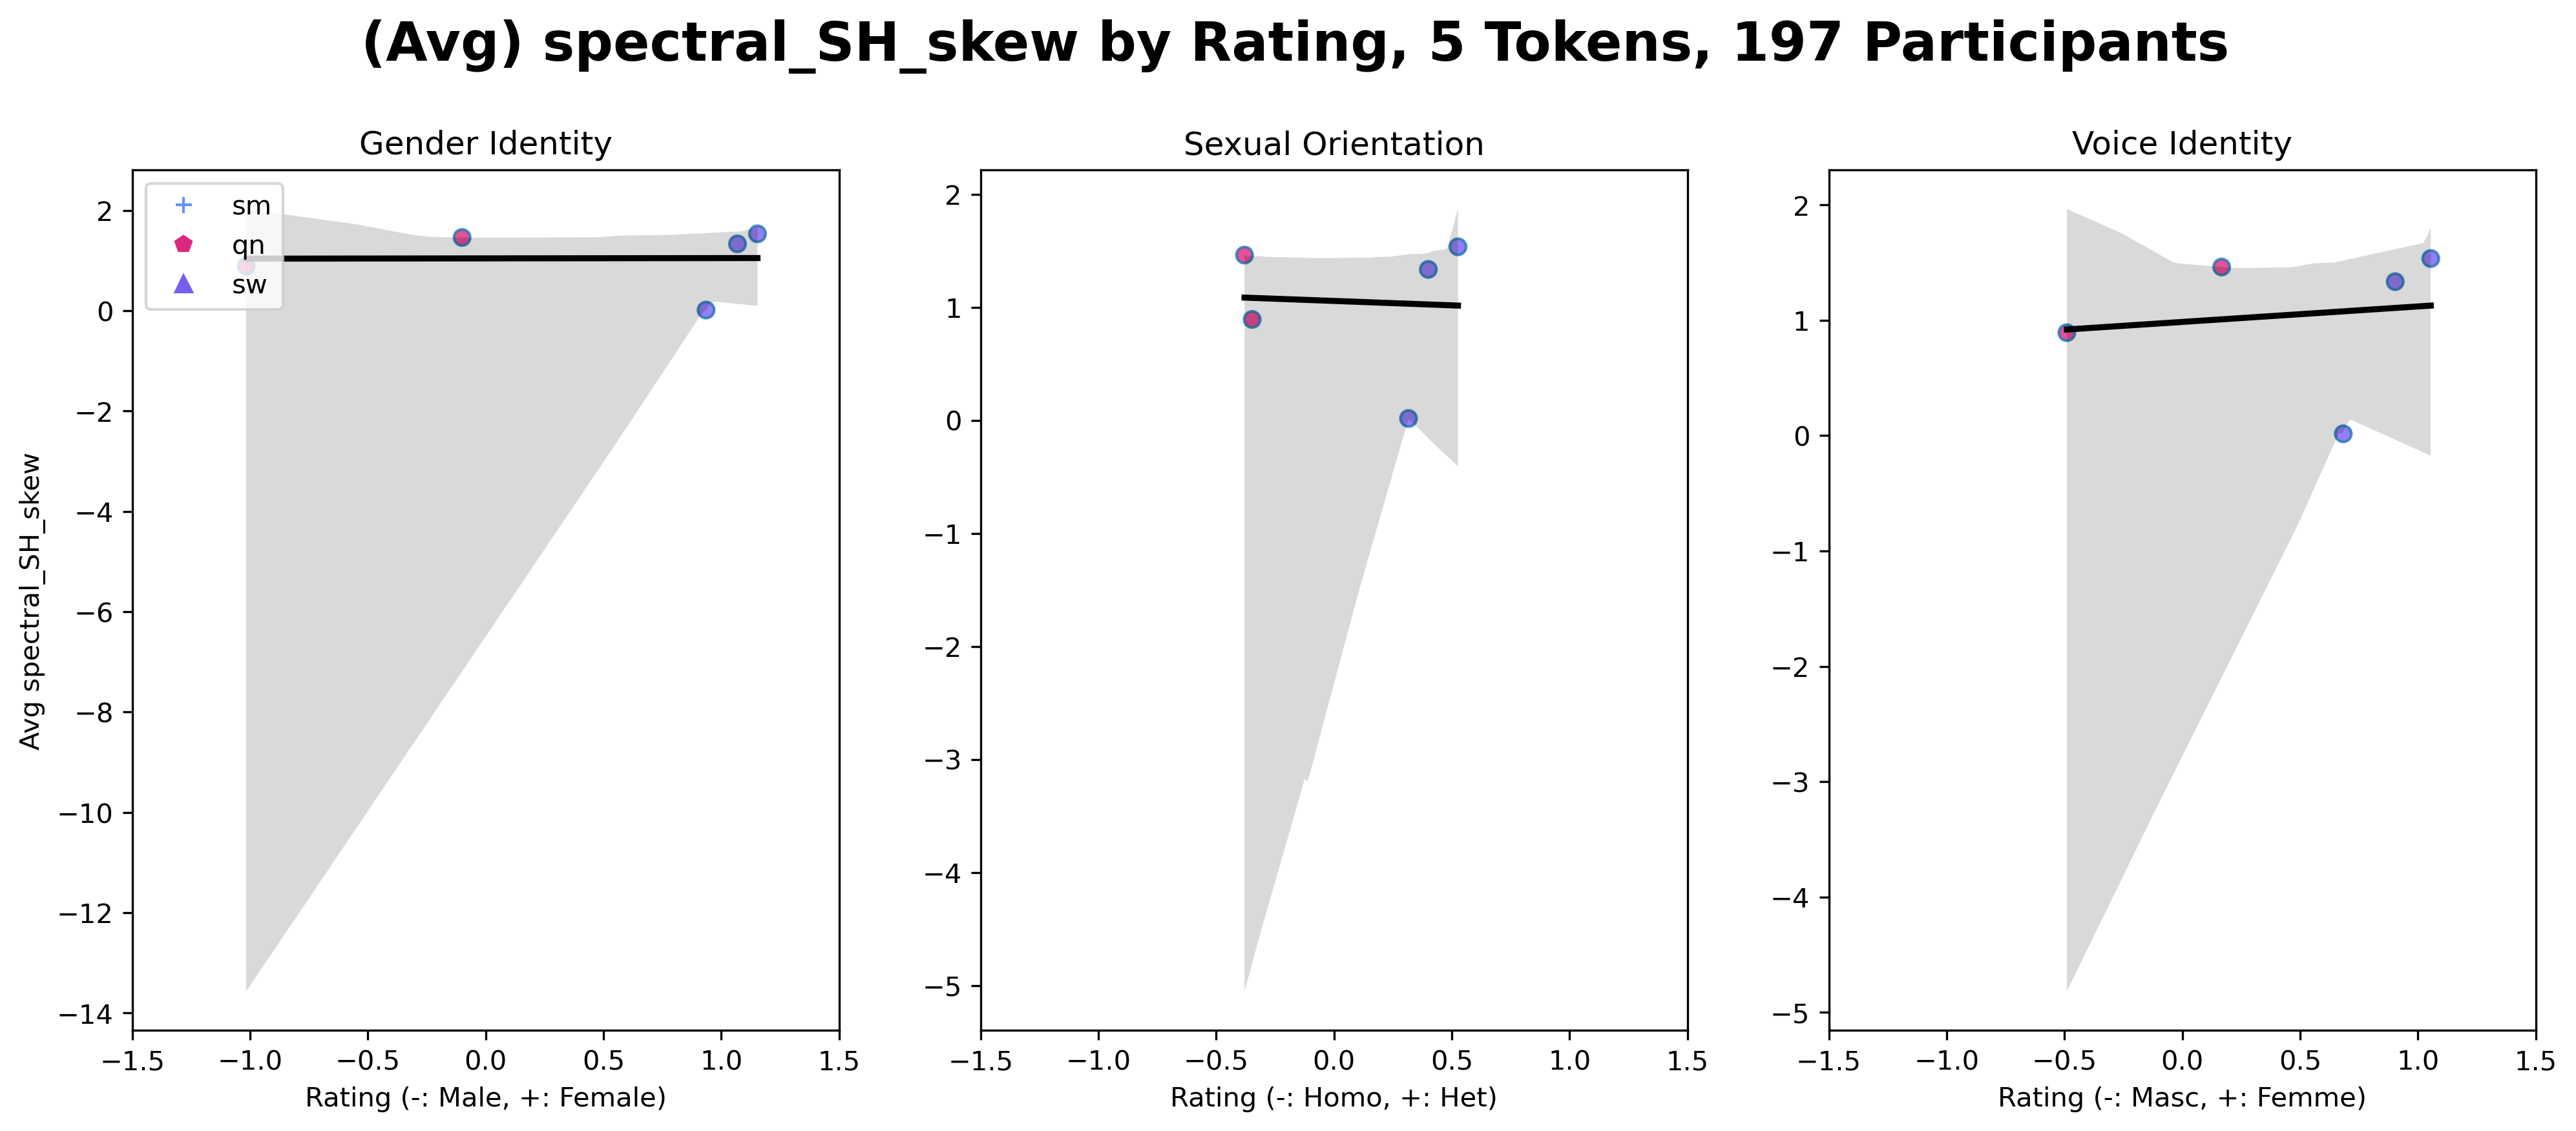 (Avg) spectral_SH_skew by Rating, 5 Tokens, 197 Participants
Gender Identity
sm
qn
sw
2
0
−2
−4
−6
−8
−10
−12
−14
Avg spectral_SH_skew
−1.5 −1.0 −0.5 0.0 0.5 1.0 1.5
Rating (-: Male, +: Female)
Sexual Orientation
2
1
0
−1
−2
−3
−4
−5
−1.5 −1.0 −0.5 0.0 0.5 1.0 1.5
Rating (-: Homo, +: Het)
Voice Identity
2
1
0
−1
−2
−3
−4
−5
−1.5 −1.0 −0.5 0.0 0.5 1.0 1.5
Rating (-: Masc, +: Femme)